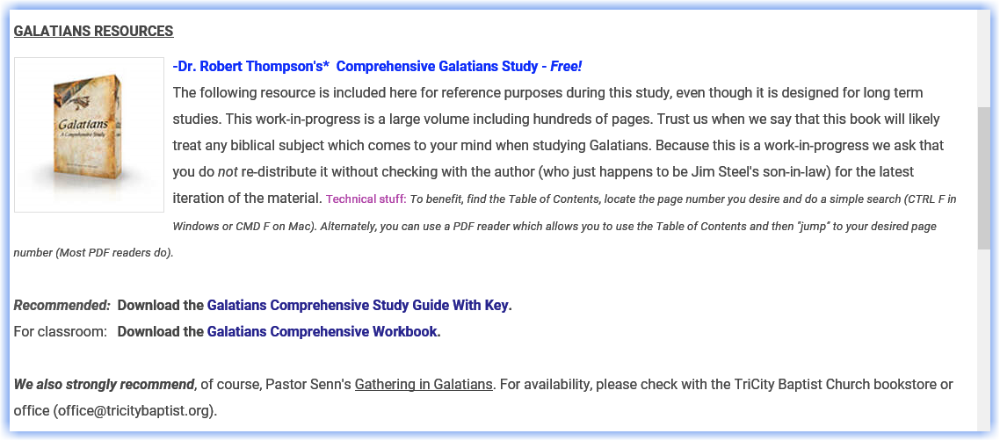 GALATIANS RESOURCES
-Dr. Robert Thompson's* Comprehensive Galatians Study - Free!
The following resource is included here for reference purposes during this study, even though it is designed for long term
studies. This work-in-progress is a large volume including hundreds of pages. Trust us when we say that this book will likely
treat any biblical subject which comes to your mind when studying Galatians. Because this is a work-in-progress we ask that
you do not re-distribute it without checking with the author (who just happens to be Jim Steel's son-in-law) for the latest
iteration of the material. Technical stuff: To benefit, find the Table of Contents, locate the page number you desire and do a simple search (CTRL F in
Windows or CMD F on Mac). Alternately, you can use a PDF reader which allows you to use the Table of Contents and then "jump" to your desired page
number (Most PDF readers do).
Galatians
A Comprehensive Study
Recommended: Download the Galatians Comprehensive Study Guide With Key.
For classroom: Download the Galatians Comprehensive Workbook.
We also strongly recommend, of course, Pastor Senn's Gathering in Galatians. For availability, please check with the TriCity Baptist Church bookstore or
office (office@tricitybaptist.org).